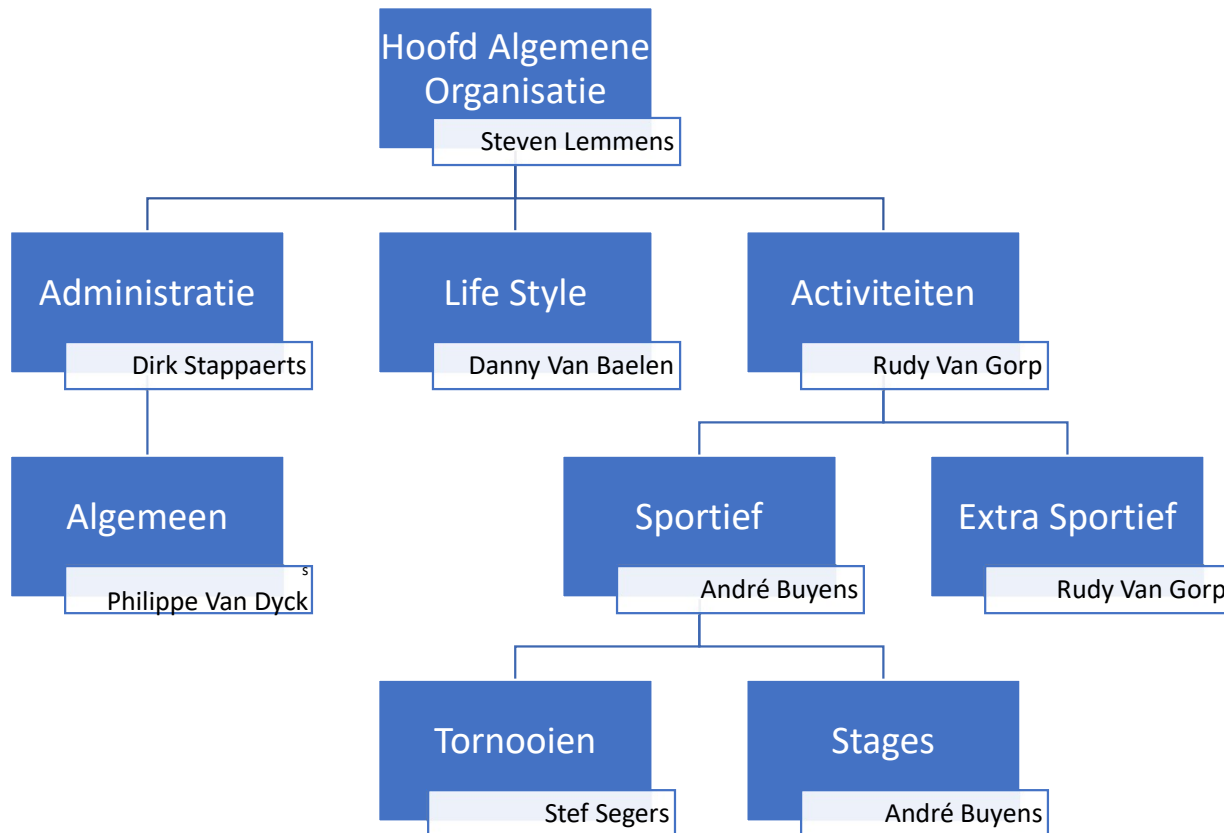 Hoofd Algemene
Organisatie
Steven Lemmens
Administratie
Dirk Stappaerts
Life Style
Danny Van Baelen
Activiteiten
Rudy Van Gorp
Algemeen
s
Philippe Van Dyck
Sportief
André Buyens
Extra Sportief
Rudy Van Gorp
Tornooien
Stef Segers
Stages
André Buyens